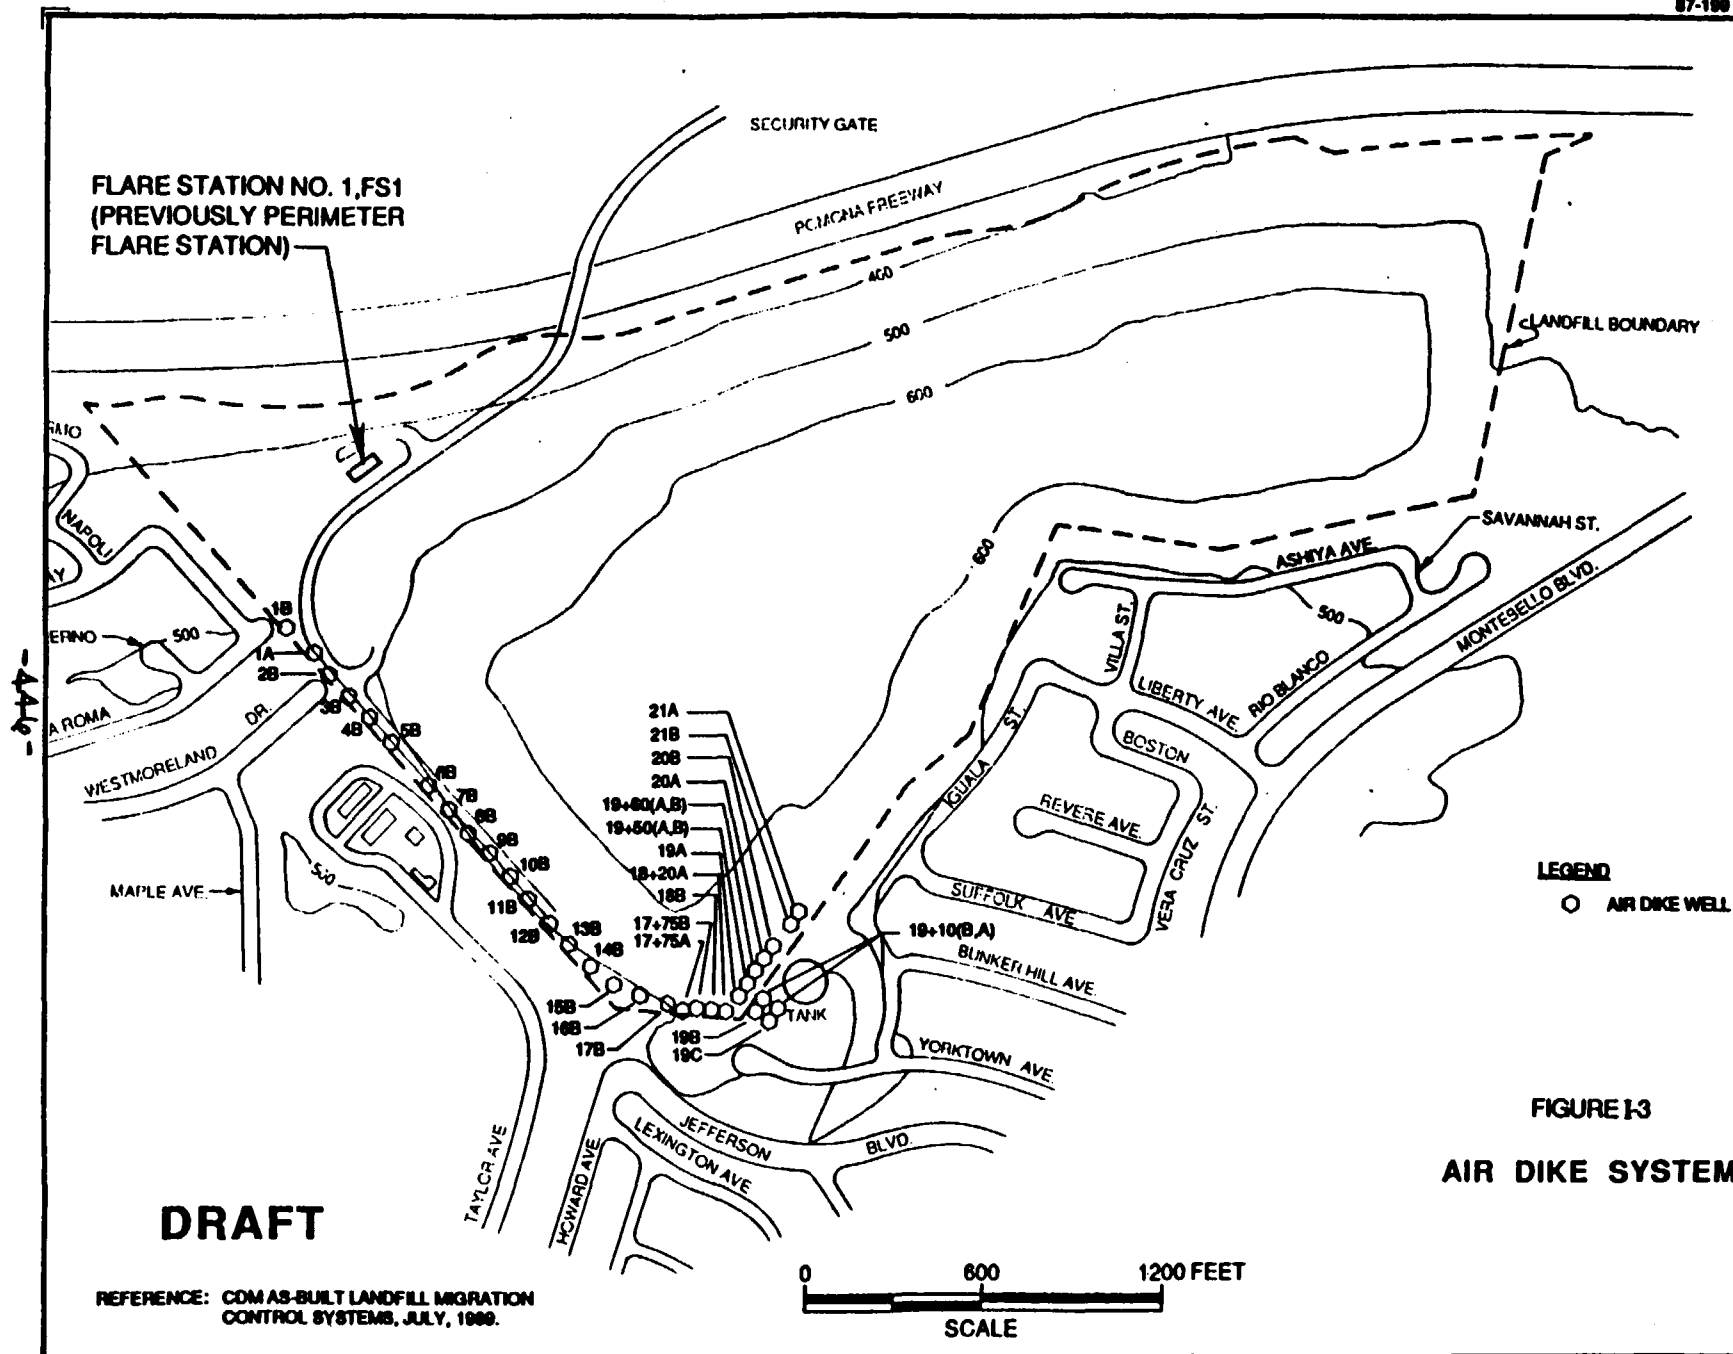 87-199
SECURITY GATE
FLARE STATION NO. 1,FS1
(PREVIOUSLY PERIMETER
FLARE STATION)
POMONA FREEWAY
400
500
600
LANDFILL BOUNDARY
NAPOLI
SAVANNAH ST.
ASHIYA AVE.
600
500
MONTEBELLO BLVD.
VILLA ST.
1B
500
1A
2B
3B
4B
5B
A ROMA
DR.
WESTMORELAND
LIBERTY AVE.
RIO BLANCO
BOSTON
IGUALA ST.
REVERE AVE.
VERA CRUZ ST.
SUFFOLK AVE
21A
21B
20B
20A
19+60(A,B)
19+50(A,B)
19A
18+20A
18B
17+75B
17+75A
6B
7B
8B
9B
10B
11B
12B
13B
14B
15B
16B
17B
500
MAPLE AVE.
19+10(B,A)
BUNKER HILL AVE.
TANK
19B
19C
YORKTOWN AVE.
LEGEND
AIR DIKE WELL
JEFFERSON BLVD.
LEXINGTON AVE
TAYLOR AVE
HOWARD AVE.
FIGURE I-3
AIR DIKE SYSTEM
DRAFT
REFERENCE: CDM AS-BUILT LANDFILL MIGRATION
CONTROL SYSTEMS, JULY, 1989.
0 600 1200 FEET
SCALE